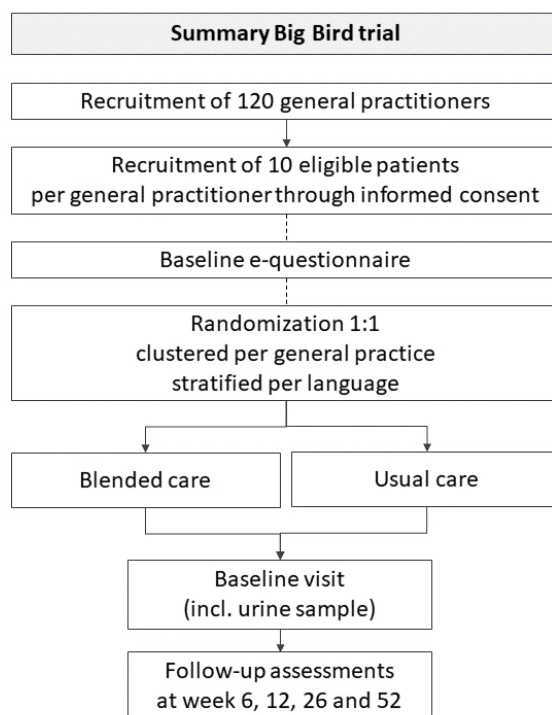 Summary Big Bird trial
Recruitment of 120 general practitioners
Recruitment of 10 eligible patients
per general practitioner through informed consent
Baseline e-questionnaire
Randomization 1:1
clustered per general practice
stratified per language
Blended care
Usual care
Baseline visit
(incl. urine sample)
Follow-up assessments
at week 6, 12, 26 and 52